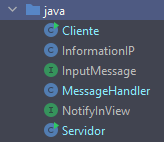 java
Cliente
InformationIP
InputMessage
MessageHandler
NotifyInView
Servidor